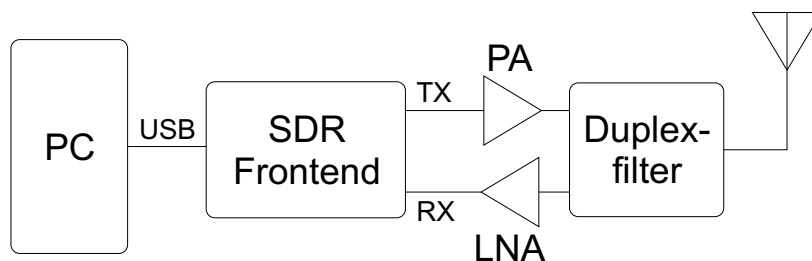 PC
USB
SDR
Frontend
TX
RX
PA
LNA
Duplex-
filter